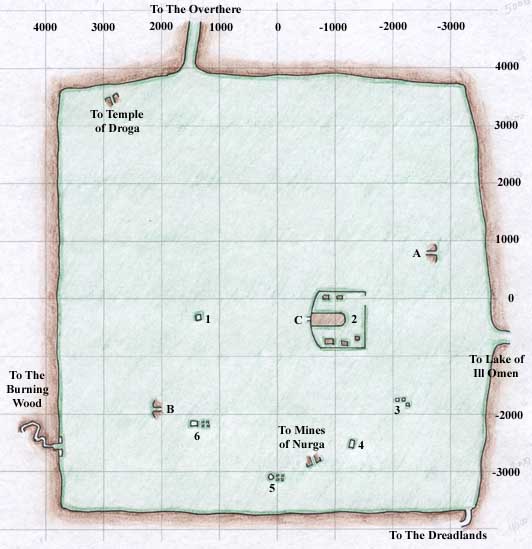 To The Overthere
4000 3000 2000 1000 0 -1000 -2000 -3000
4000
To Temple
of Droga
3000
2000
1000
A
0
1
C
2
To Lake of
Ill Omen
To The
Burning
Wood
B
3
-2000
6
To Mines
of Nurga
4
-3000
5
To The Dreadlands